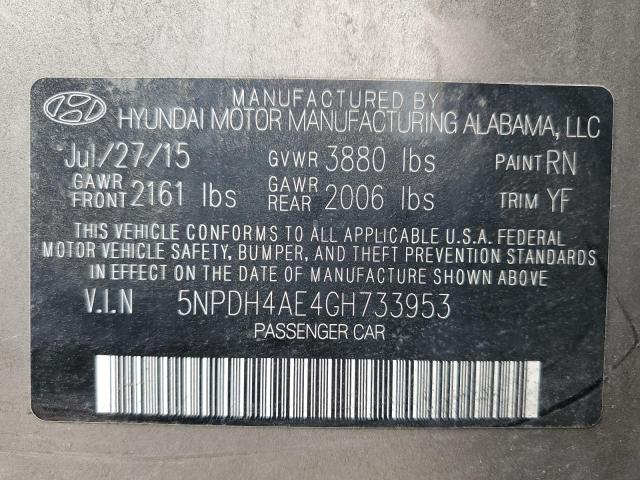 MANUFACTURED BY
HYUNDAI MOTOR MANUFACTURING ALABAMA, LLC
Jul/27/15 GVWR 3880 lbs PAINT RN
GAWR FRONT 2161 lbs GAWR REAR 2006 lbs TRIM YF
THIS VEHICLE CONFORMS TO ALL APPLICABLE U.S.A. FEDERAL
MOTOR VEHICLE SAFETY, BUMPER, AND THEFT PREVENTION STANDARDS
IN EFFECT ON THE DATE OF MANUFACTURE SHOWN ABOVE.
V.I.N 5NPDH4AE4GH733953
PASSENGER CAR